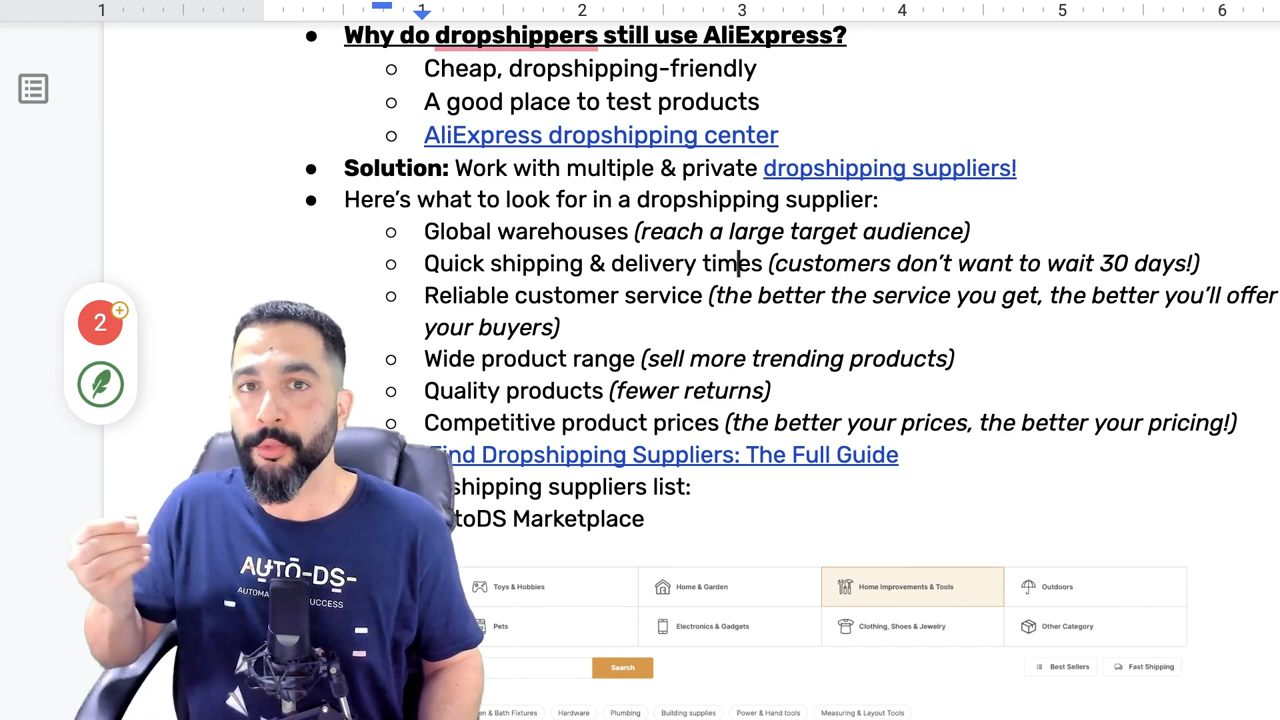 1 1 2 3 4 5 6
Why do dropshippers still use AliExpress?
Cheap, dropshipping-friendly
A good place to test products
AliExpress dropshipping center
Solution: Work with multiple & private dropshipping suppliers!
Here's what to look for in a dropshipping supplier:
Global warehouses (reach a large target audience)
Quick shipping & delivery times (customers don't want to wait 30 days!)
Reliable customer service (the better the service you get, the better you'll offer
your buyers)
2
Wide product range (sell more trending products)
Quality products (fewer returns)
Competitive product prices (the better your prices, the better your pricing!)
Find Dropshipping Suppliers: The Full Guide
shipping suppliers list:
toDS Marketplace
AUTO-DS-
Toys & Hobbies Home & Garden Home Improvements & Tools Outdoors
Pets Electronics & Gadgets Clothing, Shoes & Jewelry Other Category
Search Best Sellers Fast Shipping
& Bath Fixtures Hardware Plumbing Building supplies Power & Hand tools Measuring & Layout Tools